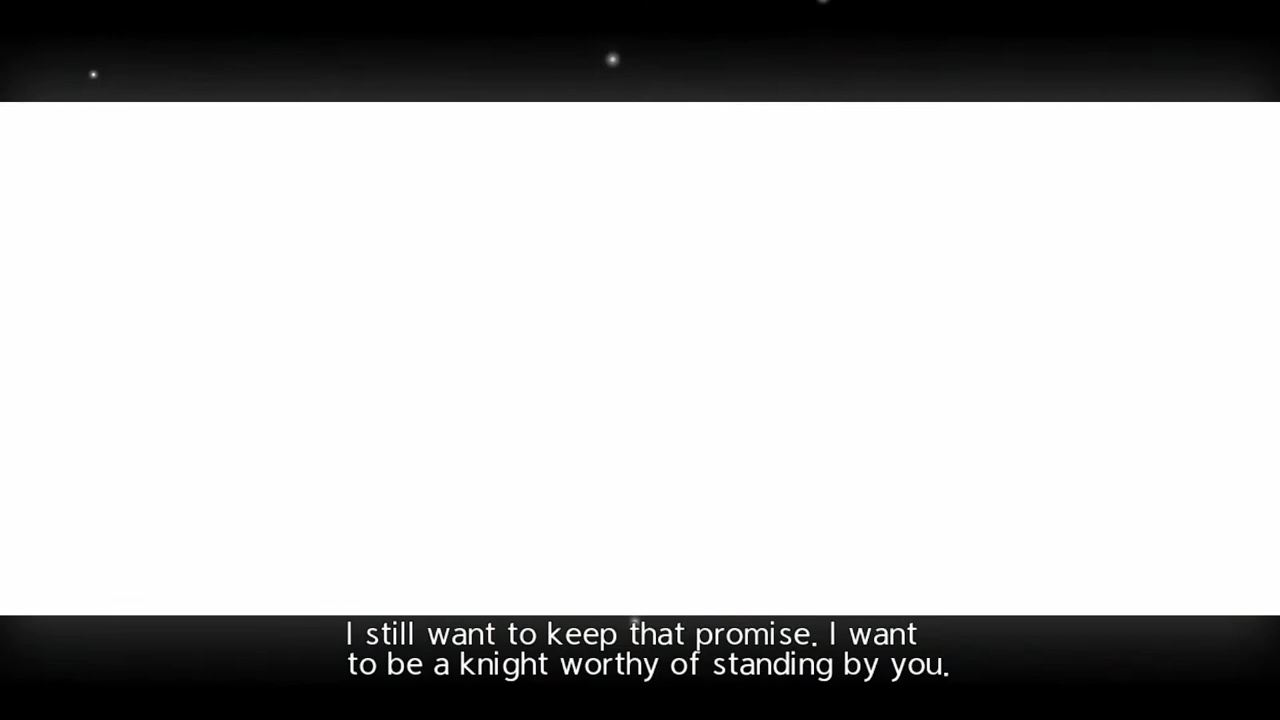 I still want to keep that promise. I want
to be a knight worthy of standing by you.